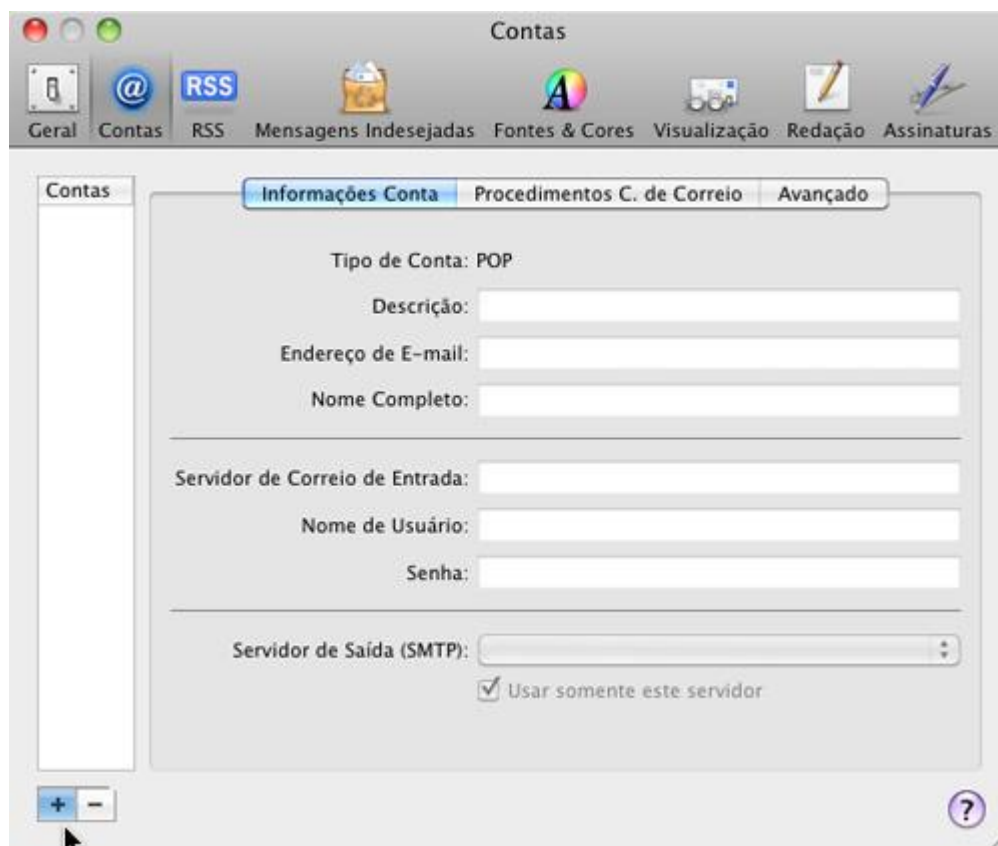 Contas
Geral Contas RSS Mensagens Indesejadas Fontes & Cores Visualização Redação Assinaturas
Contas
Informações Conta Procedimentos C. de Correio Avançado
Tipo de Conta: POP
Descrição:
Endereço de E-mail:
Nome Completo:
Servidor de Correio de Entrada:
Nome de Usuário:
Senha:
Servidor de Saída (SMTP):
Usar somente este servidor
+ −
?